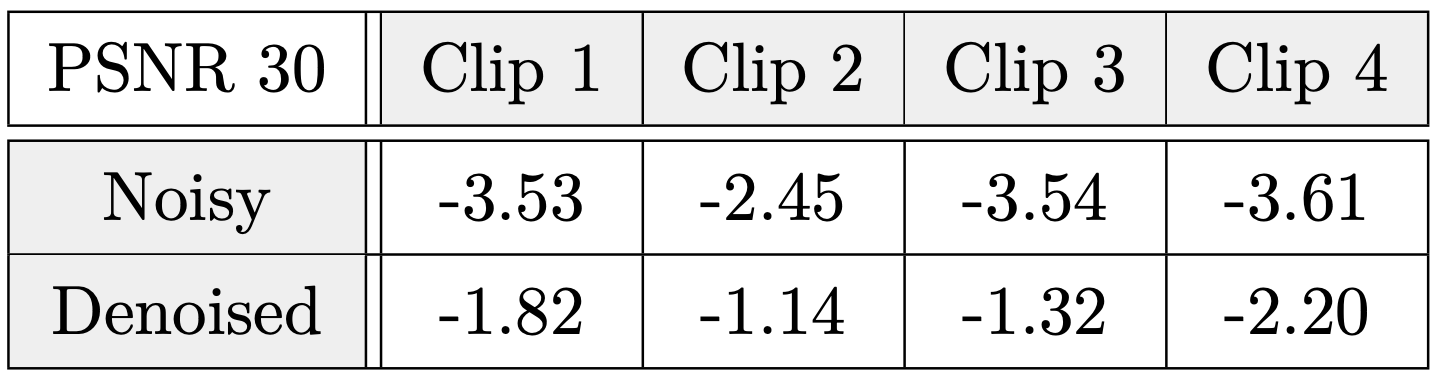 PSNR 30 Clip 1 Clip 2 Clip 3 Clip 4
Noisy -3.53 -2.45 -3.54 -3.61
Denoised -1.82 -1.14 -1.32 -2.20